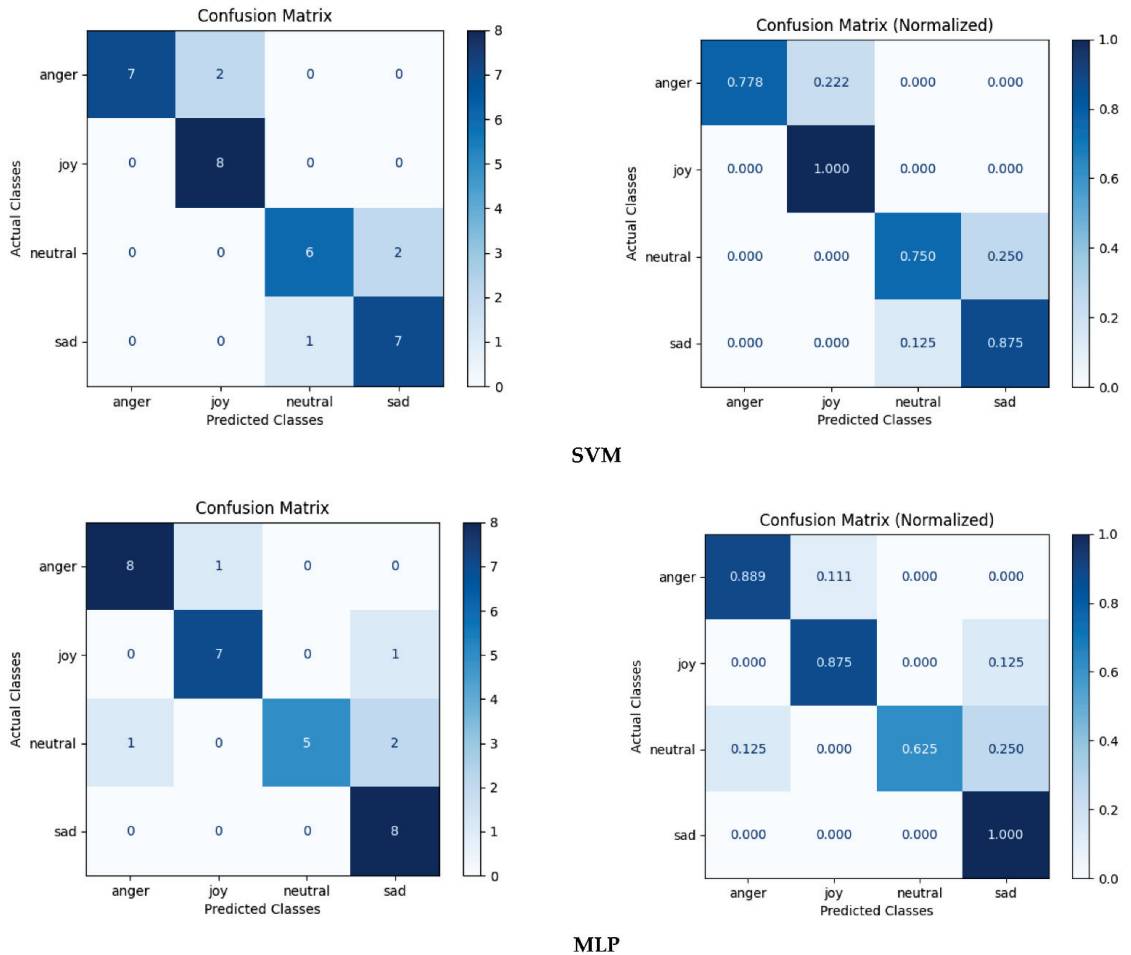 Confusion Matrix
8
anger 7 2 0 0
7
6
joy 0 8 0 0
5
4
neutral 0 0 6 2
3
2
sad 0 0 1 7
1
0
anger joy neutral sad
Predicted Classes
Actual Classes
Confusion Matrix (Normalized)
1.0
anger 0.778 0.222 0.000 0.000
0.8
joy 0.000 1.000 0.000 0.000
0.6
neutral 0.000 0.000 0.750 0.250
0.4
0.2
sad 0.000 0.000 0.125 0.875
0.0
anger joy neutral sad
Predicted Classes
Actual Classes
SVM
Confusion Matrix
8
anger 8 1 0 0
7
6
joy 0 7 0 1
5
4
neutral 1 0 5 2
3
2
sad 0 0 0 8
1
0
anger joy neutral sad
Predicted Classes
Actual Classes
Confusion Matrix (Normalized)
1.0
anger 0.889 0.111 0.000 0.000
0.8
joy 0.000 0.875 0.000 0.125
0.6
neutral 0.125 0.000 0.625 0.250
0.4
0.2
sad 0.000 0.000 0.000 1.000
0.0
anger joy neutral sad
Predicted Classes
Actual Classes
MLP